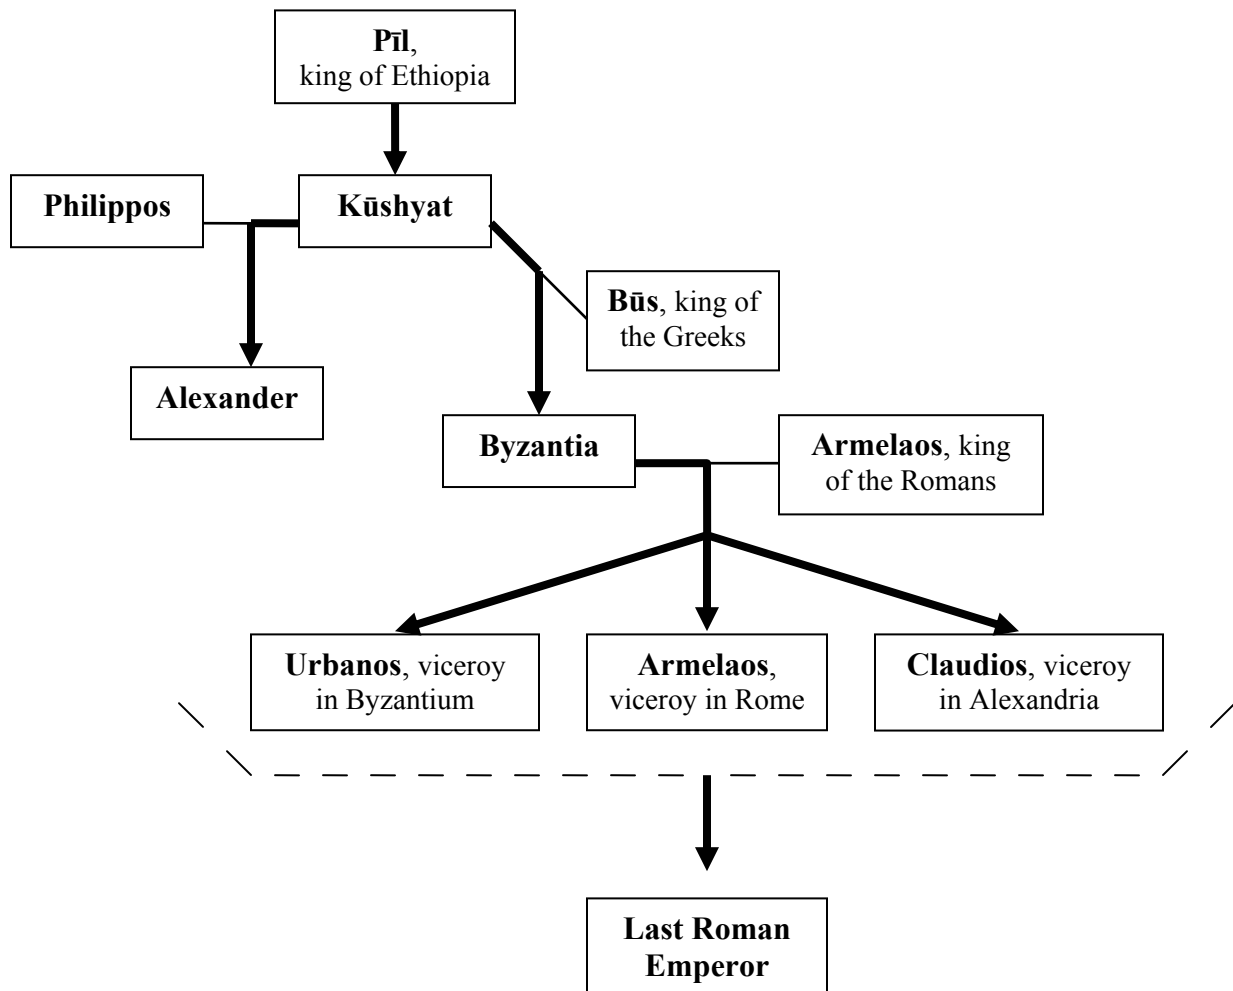 Pīl,
king of Ethiopia
Philippos
Kūshyat
Būs, king of
the Greeks
Alexander
Byzantia
Armelaos, king
of the Romans
Urbanos, viceroy
in Byzantium
Armelaos,
viceroy in Rome
Claudios, viceroy
in Alexandria
Last Roman
Emperor